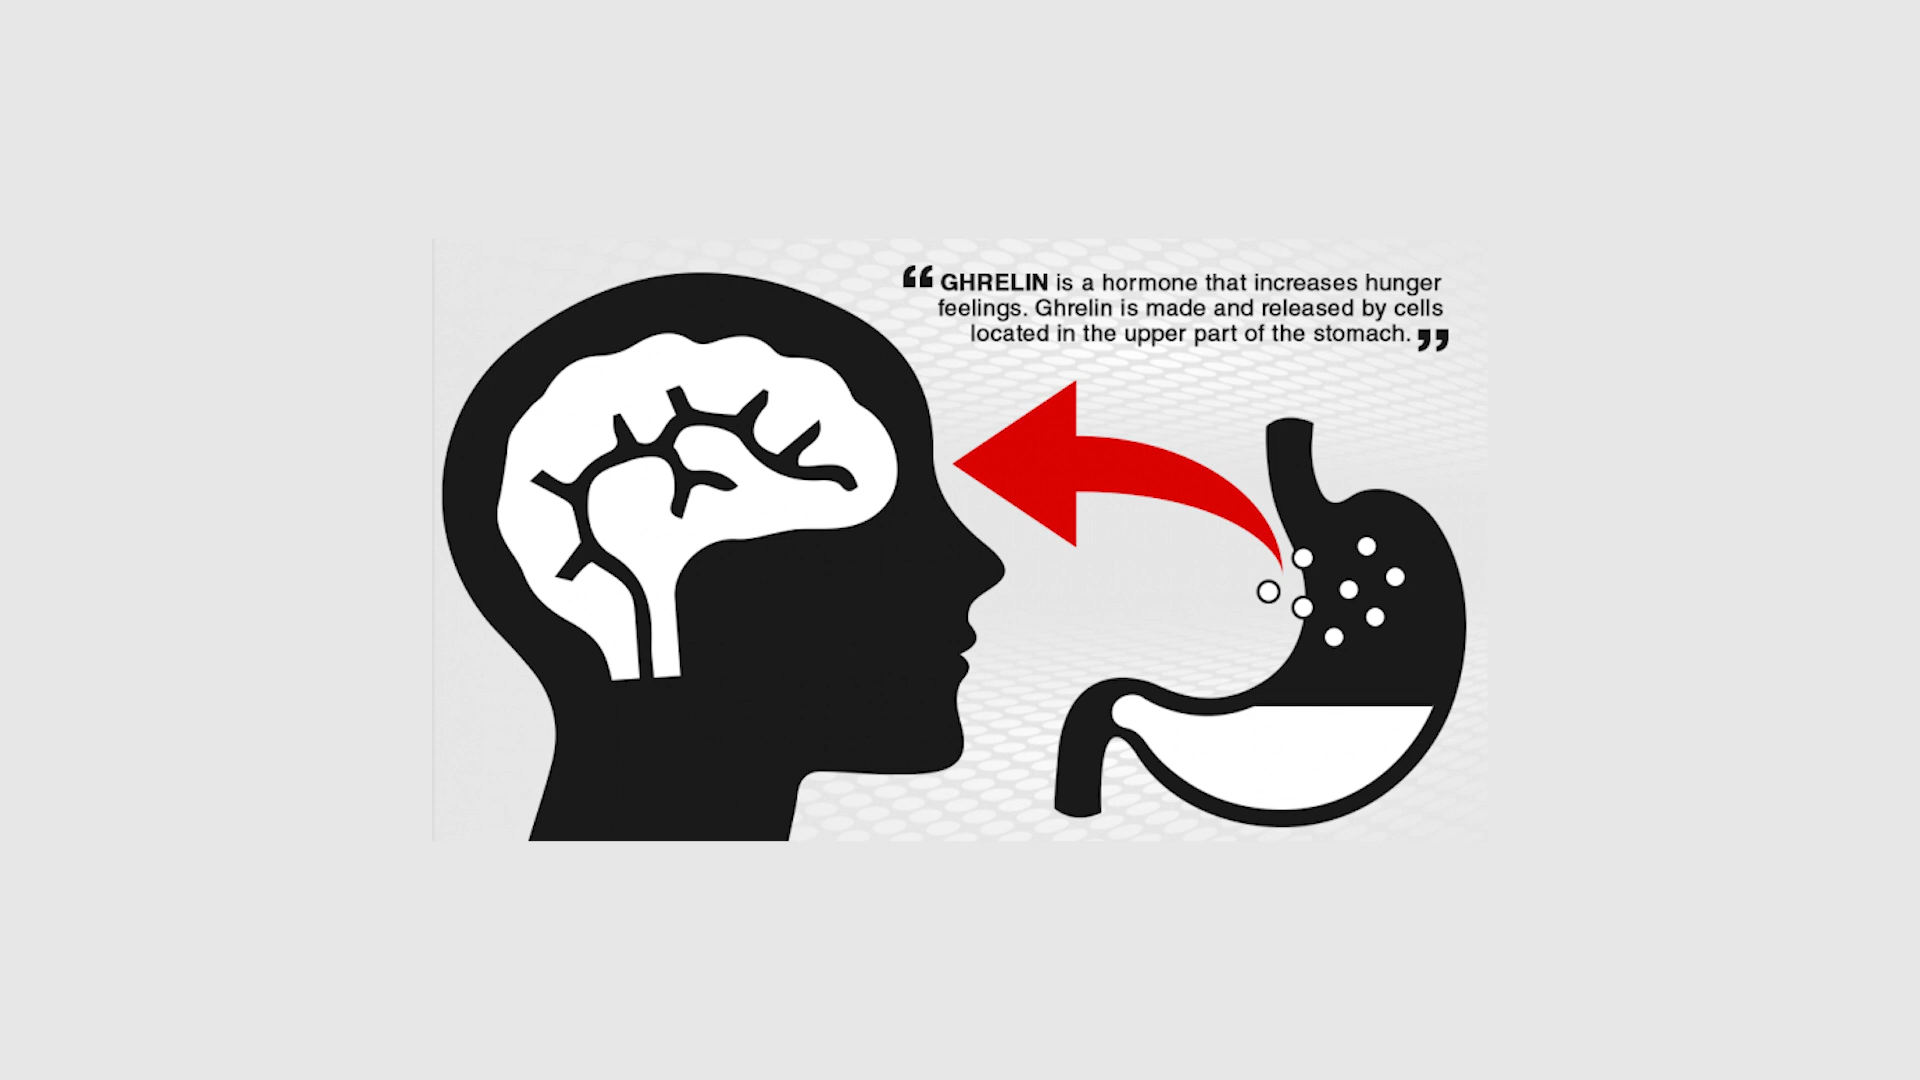 “GHRELIN is a hormone that increases hunger
feelings. Ghrelin is made and released by cells
located in the upper part of the stomach.”